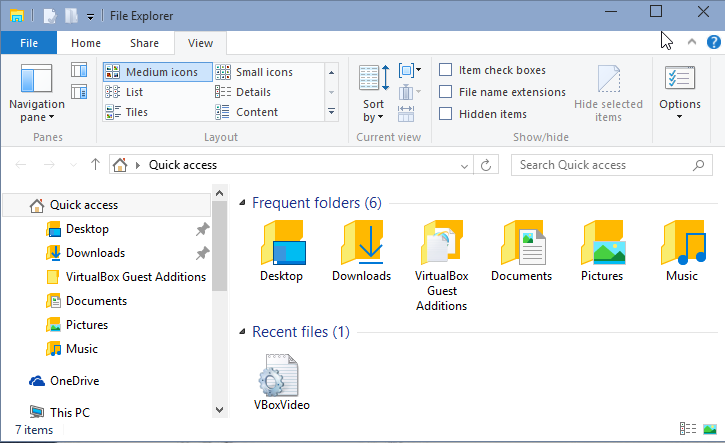 File Explorer
File Home Share View
Navigation
pane
Medium icons Small icons
List Details
Tiles Content
Sort
by
Item check boxes
File name extensions
Hidden items
Hide selected
items
Options
Panes Layout Current view Show/hide
Quick access
Search Quick access
Quick access
Desktop
Downloads
VirtualBox Guest Additions
Documents
Pictures
Music
OneDrive
This PC
Frequent folders (6)
Desktop Downloads VirtualBox Documents Pictures Music
Guest
Additions
Recent files (1)
VBoxVideo
7 items